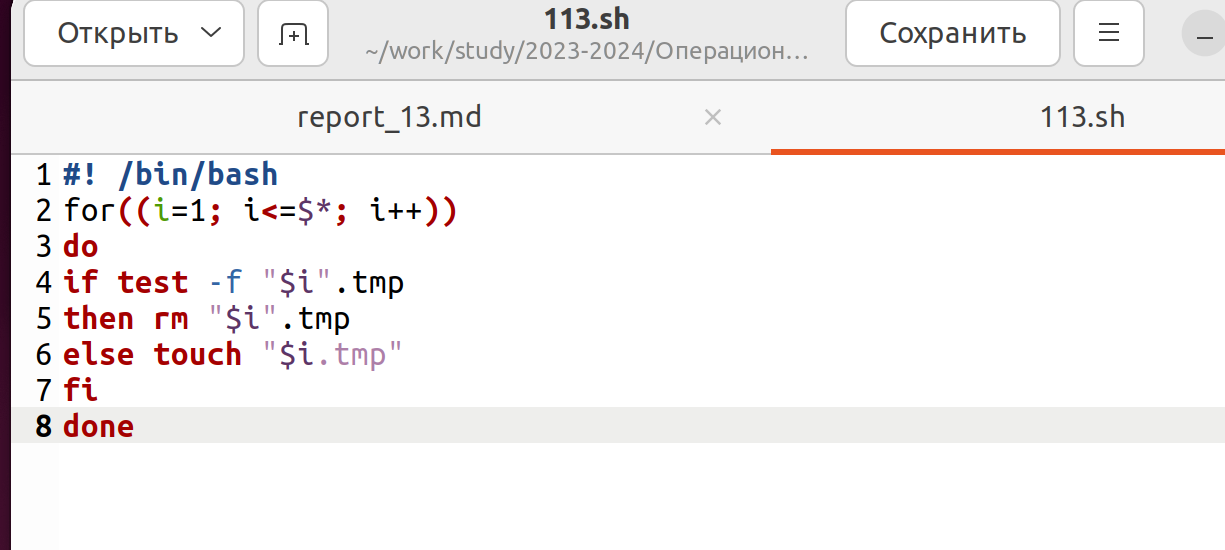 Открыть
113.sh
~/work/study/2023-2024/Операцион...
Сохранить
report_13.md
113.sh
1 #! /bin/bash
2 for((i=1; i<=$*; i++))
3 do
4 if test -f "$i".tmp
5 then rm "$i".tmp
6 else touch "$i.tmp"
7 fi
8 done